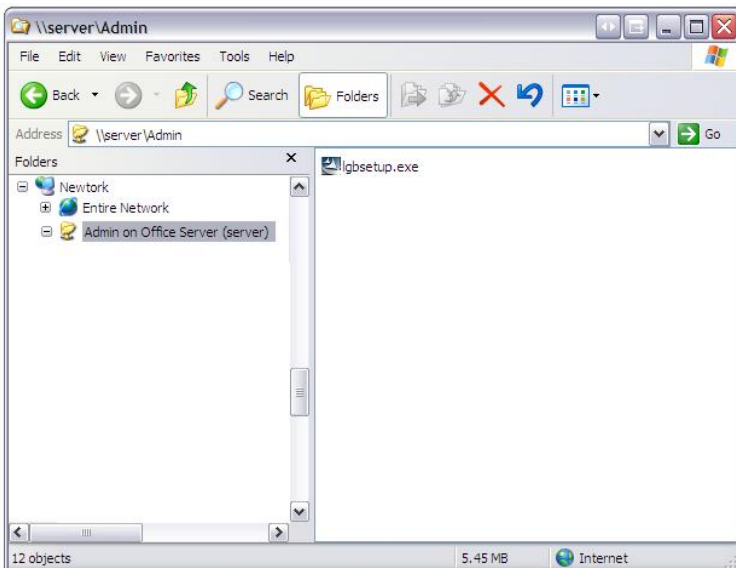 \\server\Admin
File Edit View Favorites Tools Help
Back Search Folders
Address \\server\Admin Go
Folders x
lgbsetup.exe
Newtork
Entire Network
Admin on Office Server (server)
12 objects 5.45 MB Internet